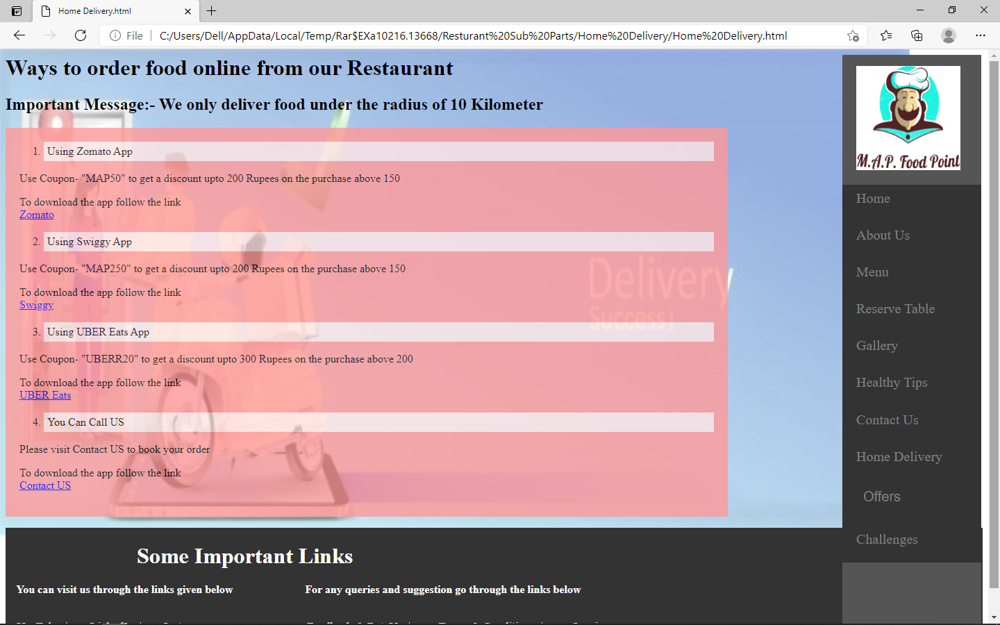 Home Delivery.html
File
C:/Users/Dell/AppData/Local/Temp/Rar$EXa10216.13668/Resturant%20Sub%20Parts/Home%20Delivery/Home%20Delivery.html
Ways to order food online from our Restaurant
Important Message:- We only deliver food under the radius of 10 Kilometer
1. Using Zomato App
Use Coupon- "MAP50" to get a discount upto 200 Rupees on the purchase above 150
To download the app follow the link
Zomato
2. Using Swiggy App
Use Coupon- "MAP250" to get a discount upto 200 Rupees on the purchase above 150
To download the app follow the link
Swiggy
3. Using UBER Eats App
Use Coupon- "UBERR20" to get a discount upto 300 Rupees on the purchase above 200
To download the app follow the link
UBER Eats
4. You Can Call US
Please visit Contact US to book your order
To download the app follow the link
Contact US
Delivery
Success!
M.A.P. Food Point
Home
About Us
Menu
Reserve Table
Gallery
Healthy Tips
Contact Us
Home Delivery
Offers
Challenges
Some Important Links
You can visit us through the links given below
For any queries and suggestion go through the links below